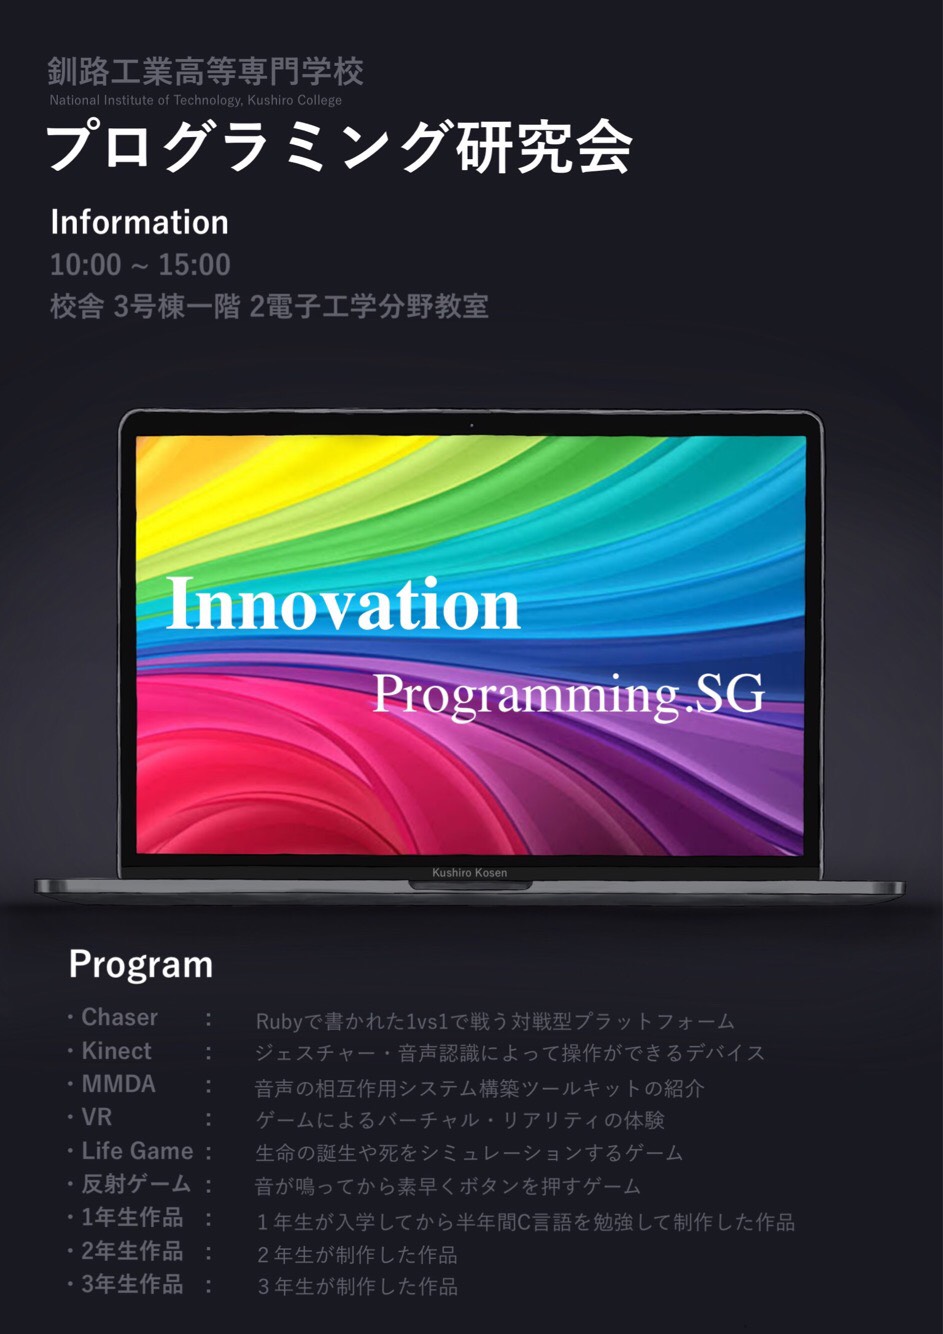 釧路工業高等専門学校
National Institute of Technology, Kushiro College
プログラミング研究会
Information
10:00 ~ 15:00
校舎 3号棟一階 2電子工学分野教室
Innovation
Programming.SG
Kushiro Kosen
Program
・Chaser : Rubyで書かれた1vs1で戦う対戦型プラットフォーム
・Kinect : ジェスチャー・音声認識によって操作ができるデバイス
・MMDA : 音声の相互作用システム構築ツールキットの紹介
・VR : ゲームによるバーチャル・リアリティの体験
・Life Game : 生命の誕生や死をシミュレーションするゲーム
・反射ゲーム : 音が鳴ってから素早くボタンを押すゲーム
・1年生作品 : １年生が入学してから半年間C言語を勉強して制作した作品
・2年生作品 : ２年生が制作した作品
・3年生作品 : ３年生が制作した作品